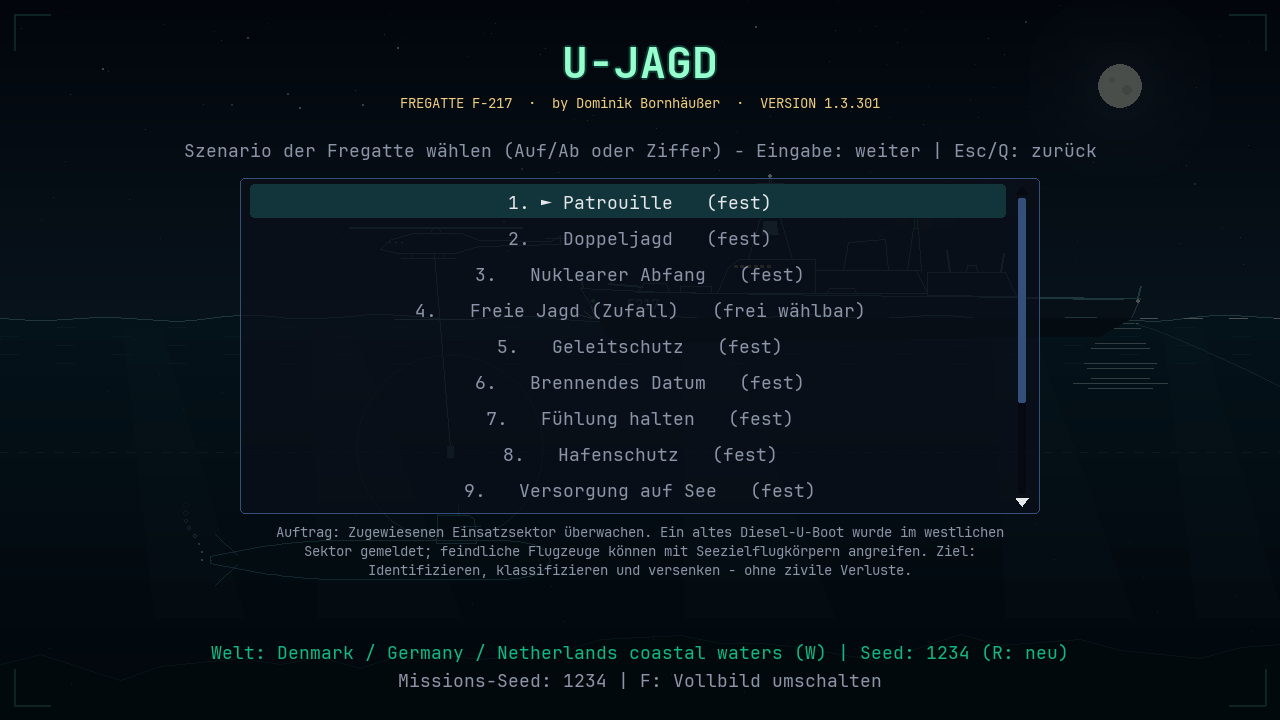 U-JAGD
FREGATTE F-217 · by Dominik Bornhäußer · VERSION 1.3.301
Szenario der Fregatte wählen (Auf/Ab oder Ziffer) - Eingabe: weiter | Esc/Q: zurück
1. ► Patrouille (fest)
2. Doppeljagd (fest)
3. Nuklearer Abfang (fest)
4. Freie Jagd (Zufall) (frei wählbar)
5. Geleitschutz (fest)
6. Brennendes Datum (fest)
7. Fühlung halten (fest)
8. Hafenschutz (fest)
9. Versorgung auf See (fest)
Auftrag: Zugewiesenen Einsatzsektor überwachen. Ein altes Diesel-U-Boot wurde im westlichen
Sektor gemeldet; feindliche Flugzeuge können mit Seezielflugkörpern angreifen. Ziel:
Identifizieren, klassifizieren und versenken - ohne zivile Verluste.
Welt: Denmark / Germany / Netherlands coastal waters (W) | Seed: 1234 (R: neu)
Missions-Seed: 1234 | F: Vollbild umschalten